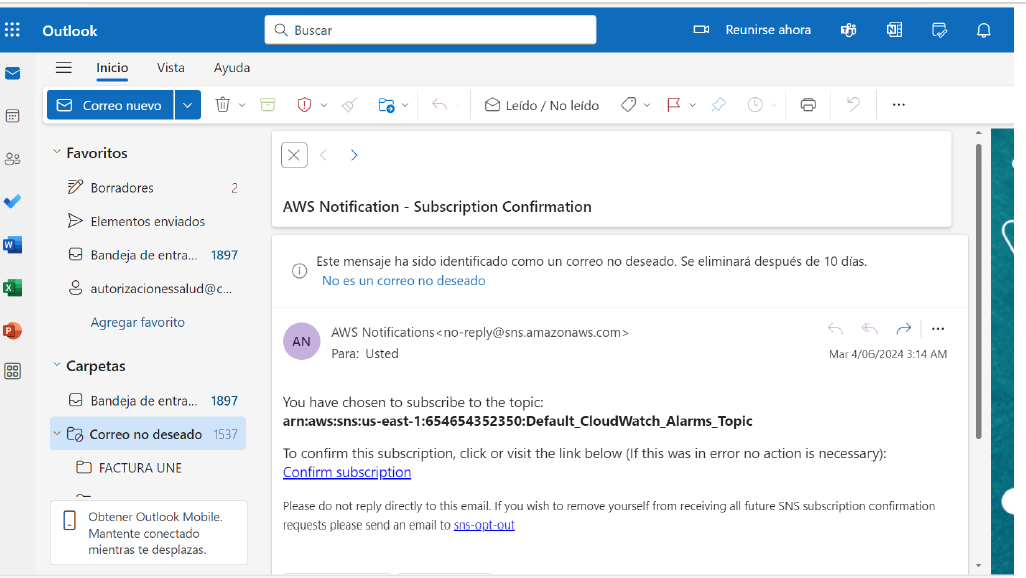 Outlook
Buscar
Reunirse ahora
Inicio Vista Ayuda
Correo nuevo
Leído / No leído
Favoritos
Borradores 2
Elementos enviados
Bandeja de entra... 1897
autorizacionessalud@c...
Agregar favorito
Carpetas
Bandeja de entra... 1897
Correo no deseado 1537
FACTURA UNE
Obtener Outlook Mobile.
Mantente conectado
mientras te desplazas.
AWS Notification - Subscription Confirmation
Este mensaje ha sido identificado como un correo no deseado. Se eliminará después de 10 días.
No es un correo no deseado
AN
AWS Notifications<no-reply@sns.amazonaws.com>
Para: Usted
Mar 4/06/2024 3:14 AM
You have chosen to subscribe to the topic:
arn:aws:sns:us-east-1:654654352350:Default_CloudWatch_Alarms_Topic
To confirm this subscription, click or visit the link below (If this was in error no action is necessary):
Confirm subscription
Please do not reply directly to this email. If you wish to remove yourself from receiving all future SNS subscription confirmation
requests please send an email to sns-opt-out